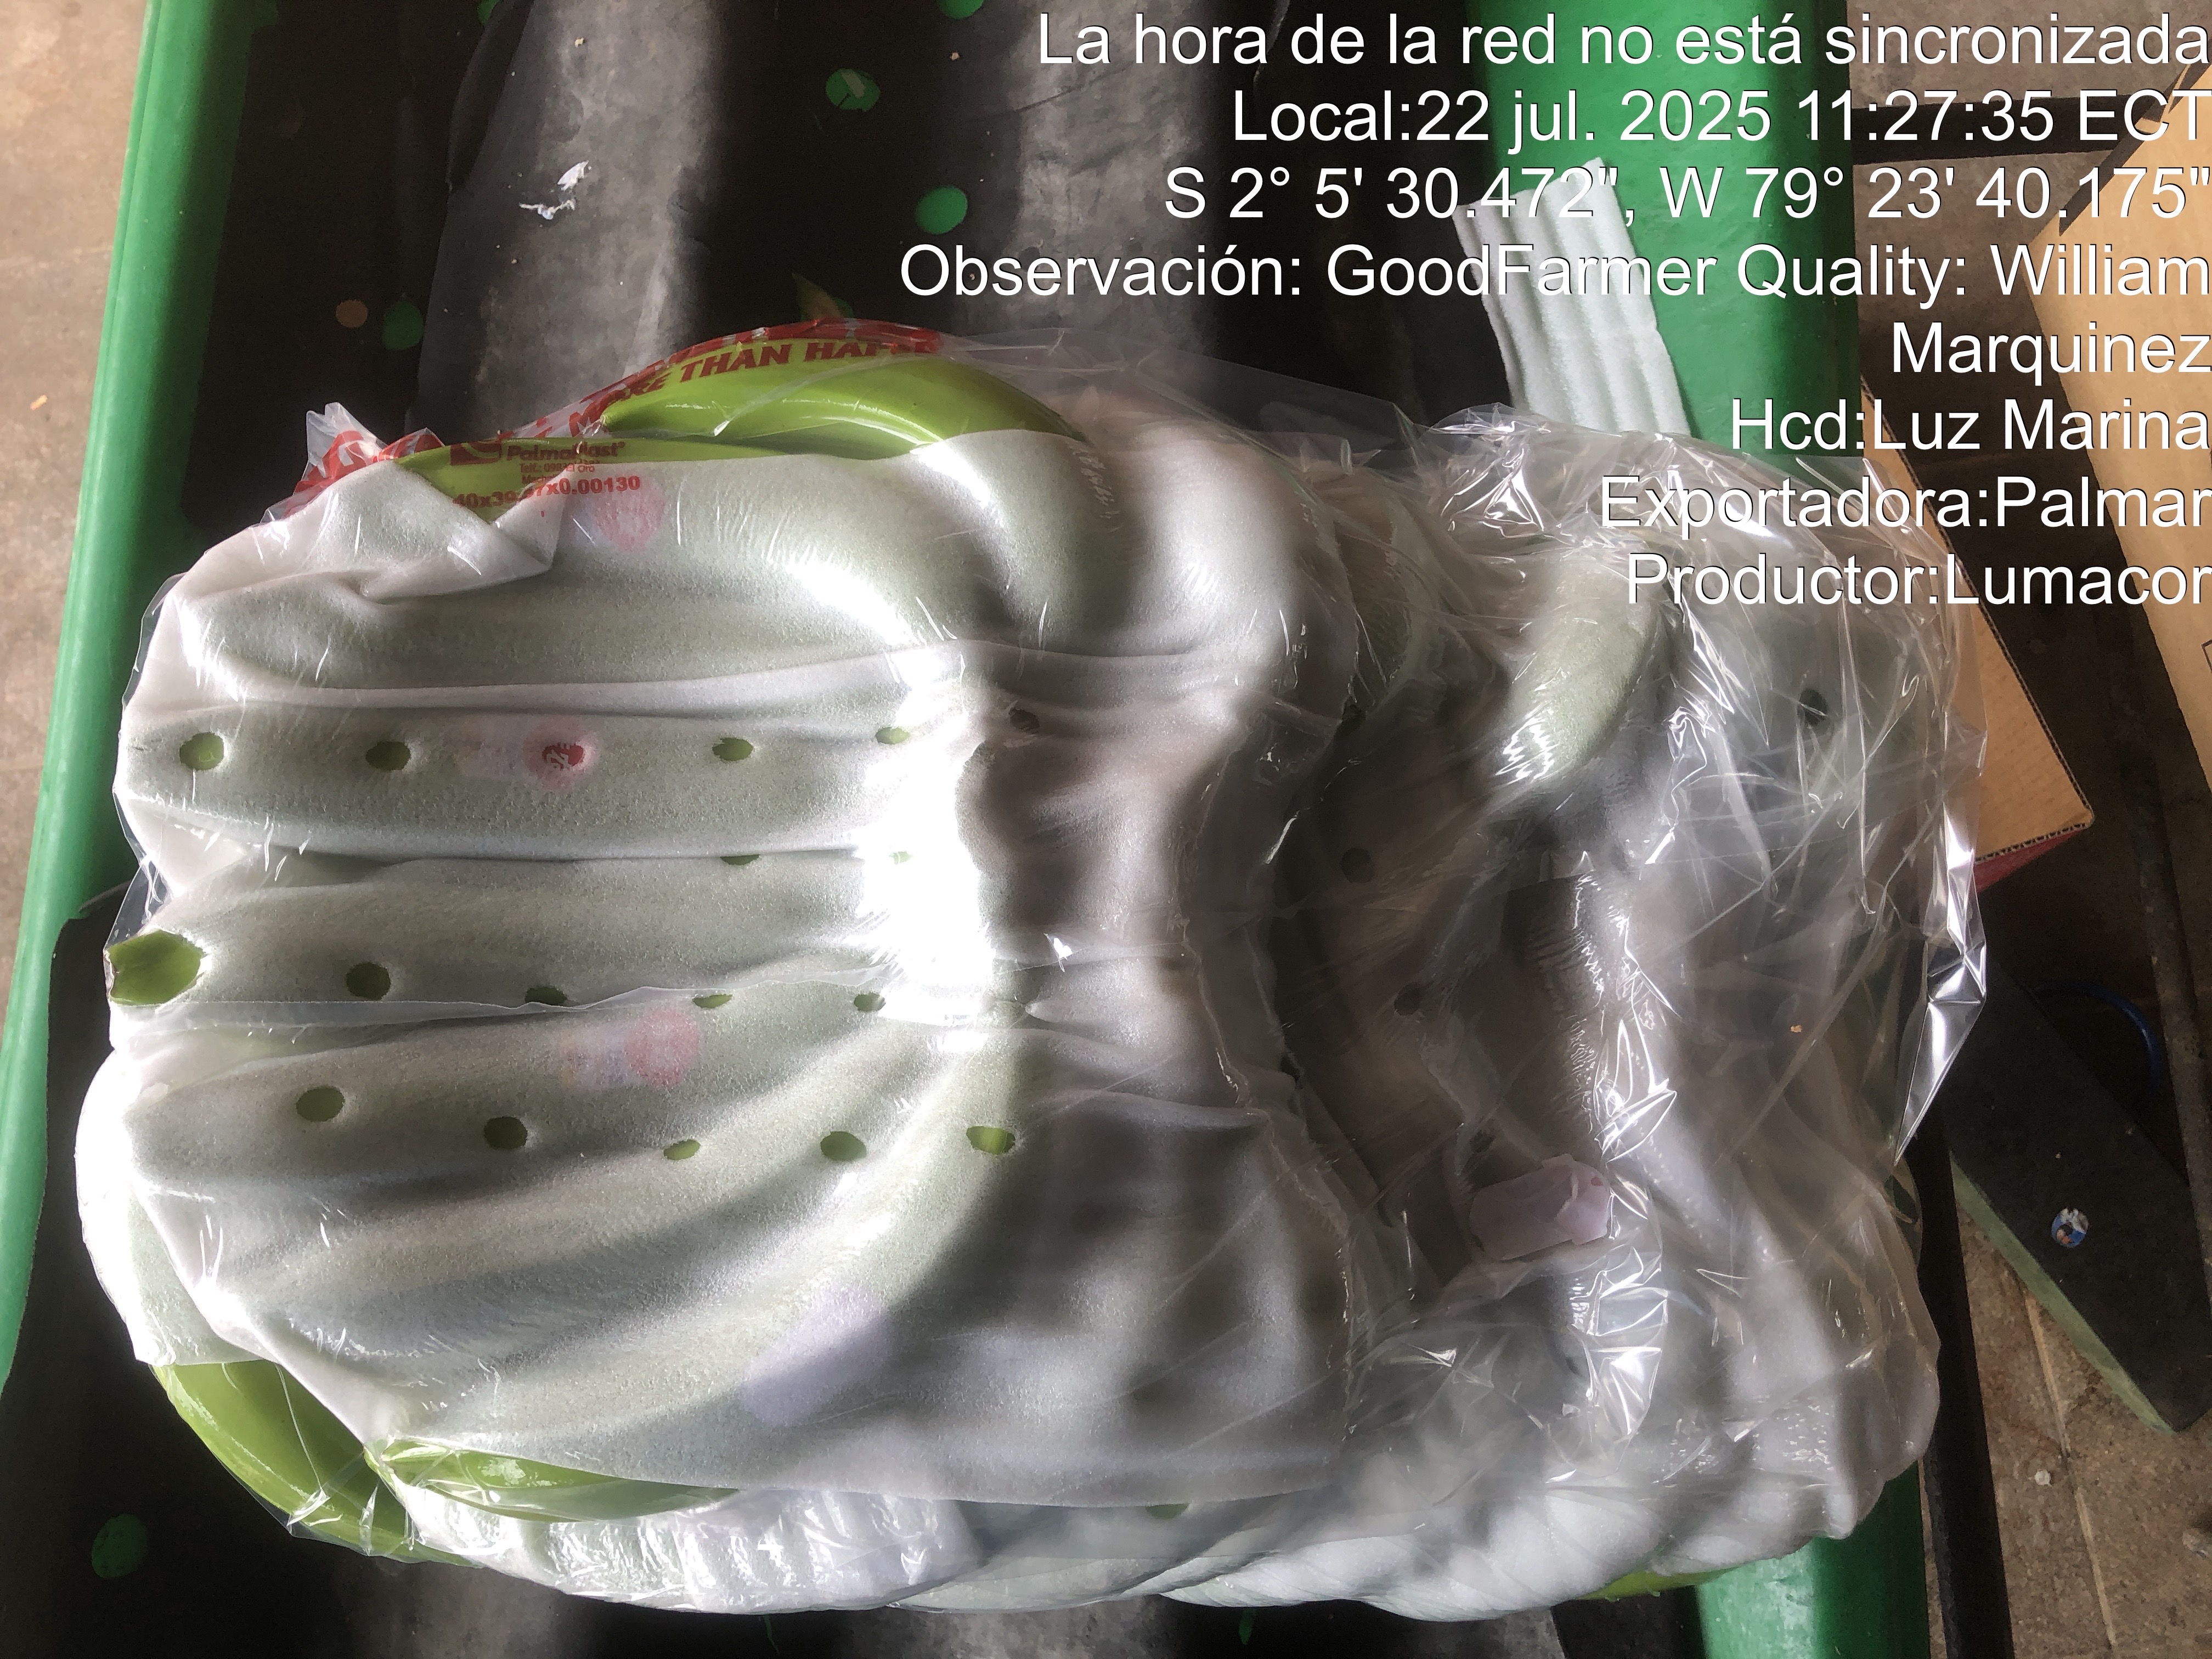 La hora de la red no está sincronizada
Local:22 jul. 2025 11:27:35 ECT
S 2° 5' 30.472", W 79° 23' 40.175"
Observación: GoodFarmer Quality: William
Marquinez
Hcd:Luz Marina
Exportadora:Palmar
Productor:Lumacor
THAN
PalmaPlast